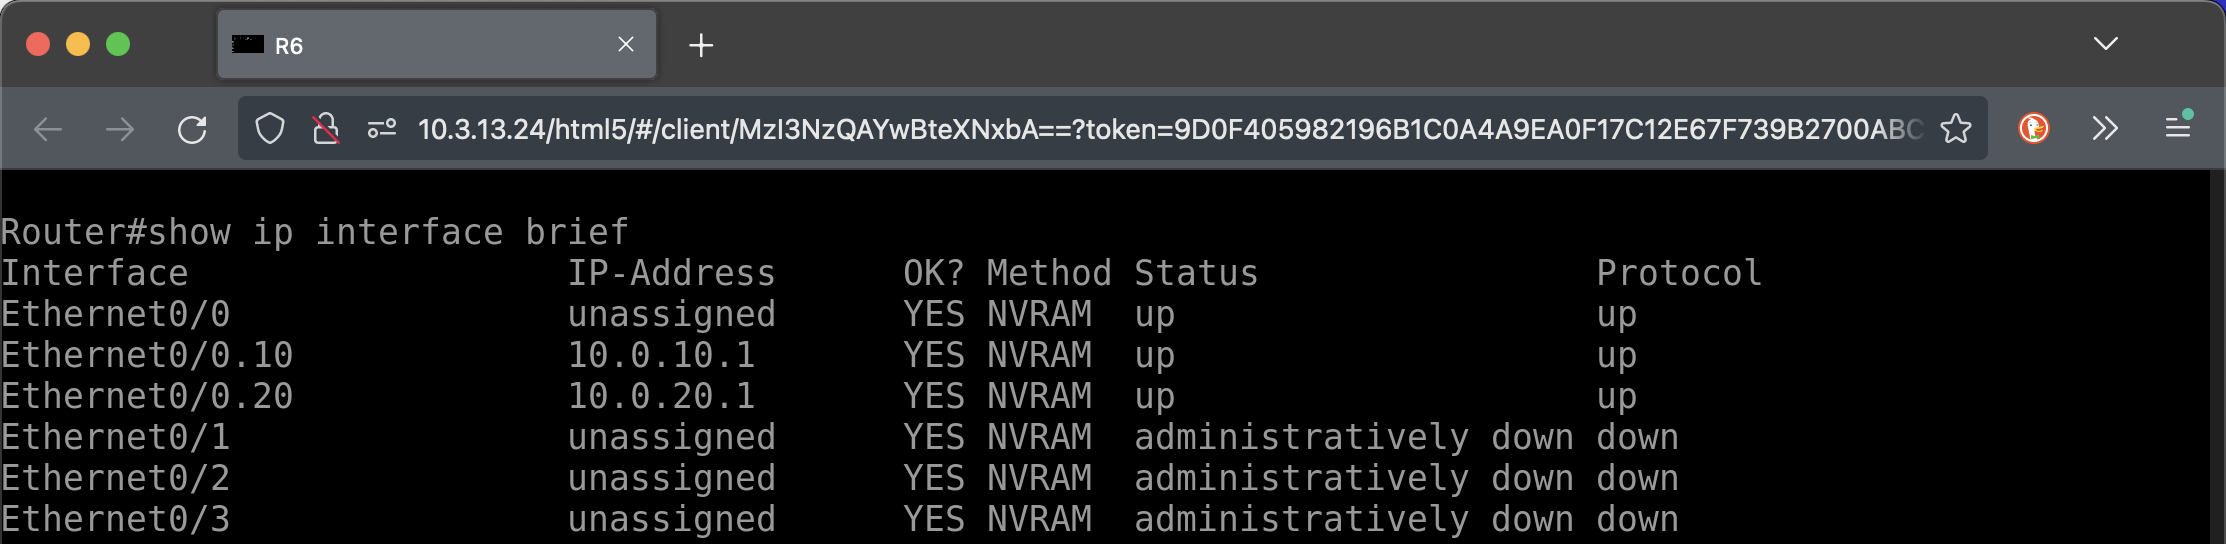 R6
10.3.13.24/html5/#/client/MzI3NzQAYwBteXNxbA==?token=9D0F405982196B1C0A4A9EA0F17C12E67F739B2700ABC
Router#show ip interface brief
Interface                  IP-Address      OK? Method Status                Protocol
Ethernet0/0                unassigned      YES NVRAM  up                    up
Ethernet0/0.10             10.0.10.1       YES NVRAM  up                    up
Ethernet0/0.20             10.0.20.1       YES NVRAM  up                    up
Ethernet0/1                unassigned      YES NVRAM  administratively down down
Ethernet0/2                unassigned      YES NVRAM  administratively down down
Ethernet0/3                unassigned      YES NVRAM  administratively down down